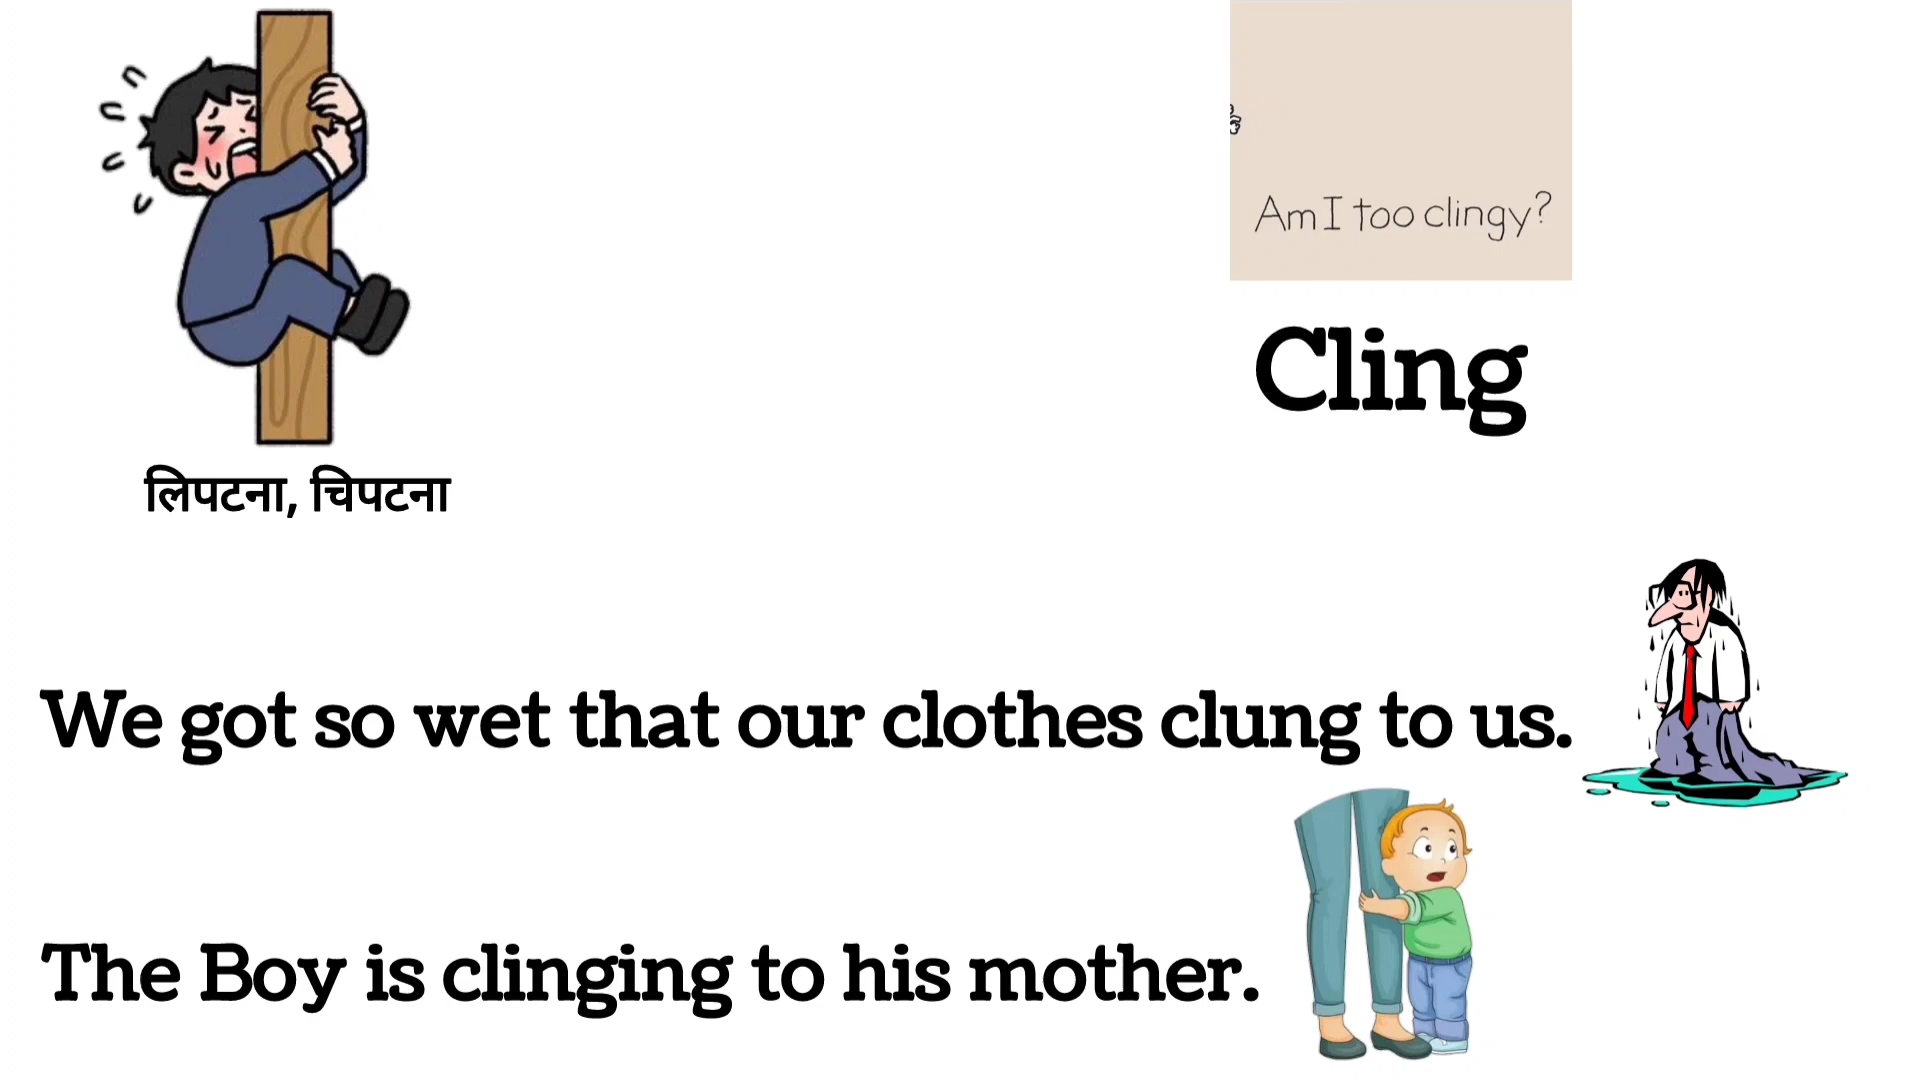 Am I too clingy?
Cling
लिपटना, चिपटना
We got so wet that our clothes clung to us.
The Boy is clinging to his mother.